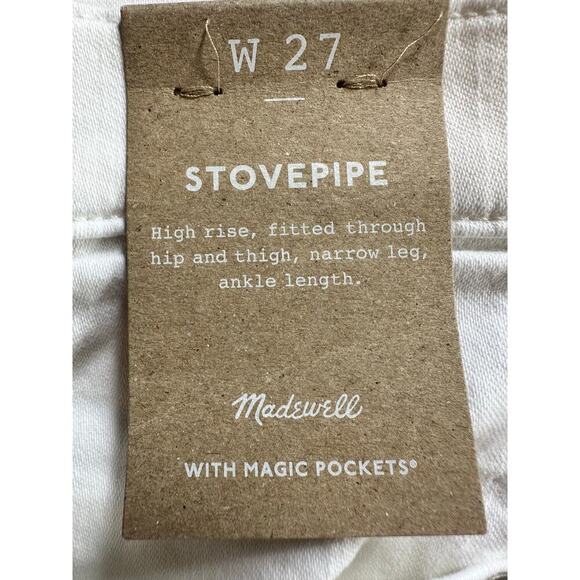 W 27
STOVEPIPE
High rise, fitted through
hip and thigh, narrow leg,
ankle length.
Madewell
WITH MAGIC POCKETS®